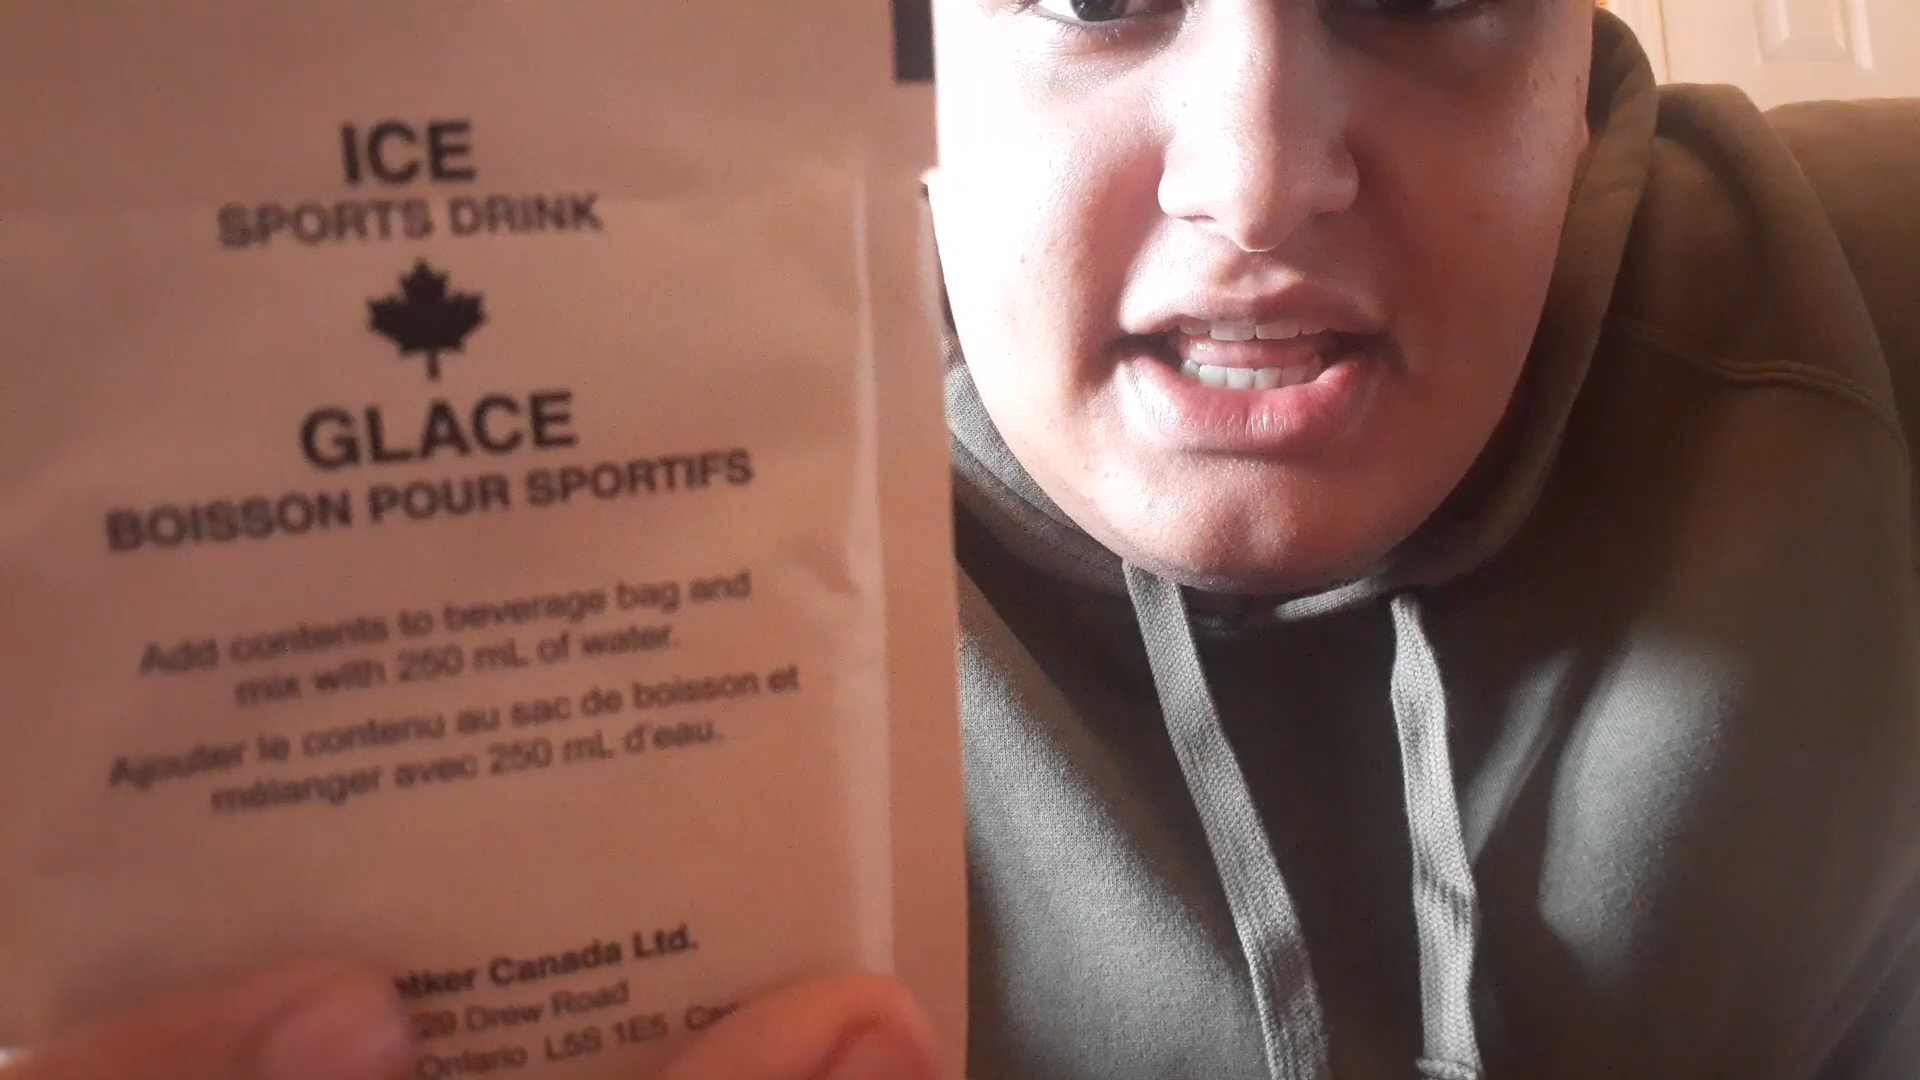 ICE
SPORTS DRINK
GLACE
BOISSON POUR SPORTIFS
Add contents to beverage bag and
mix with 250 mL of water.
Ajouter le contenu au sac de boisson et
mélanger avec 250 mL d'eau.
Canada Ltd.
Drew Road
Ontario L5S 1E5